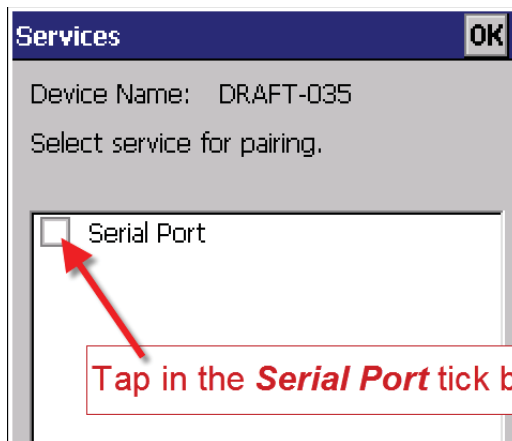 Services OK
Device Name: DRAFT-035
Select service for pairing.
Serial Port
Tap in the Serial Port tick